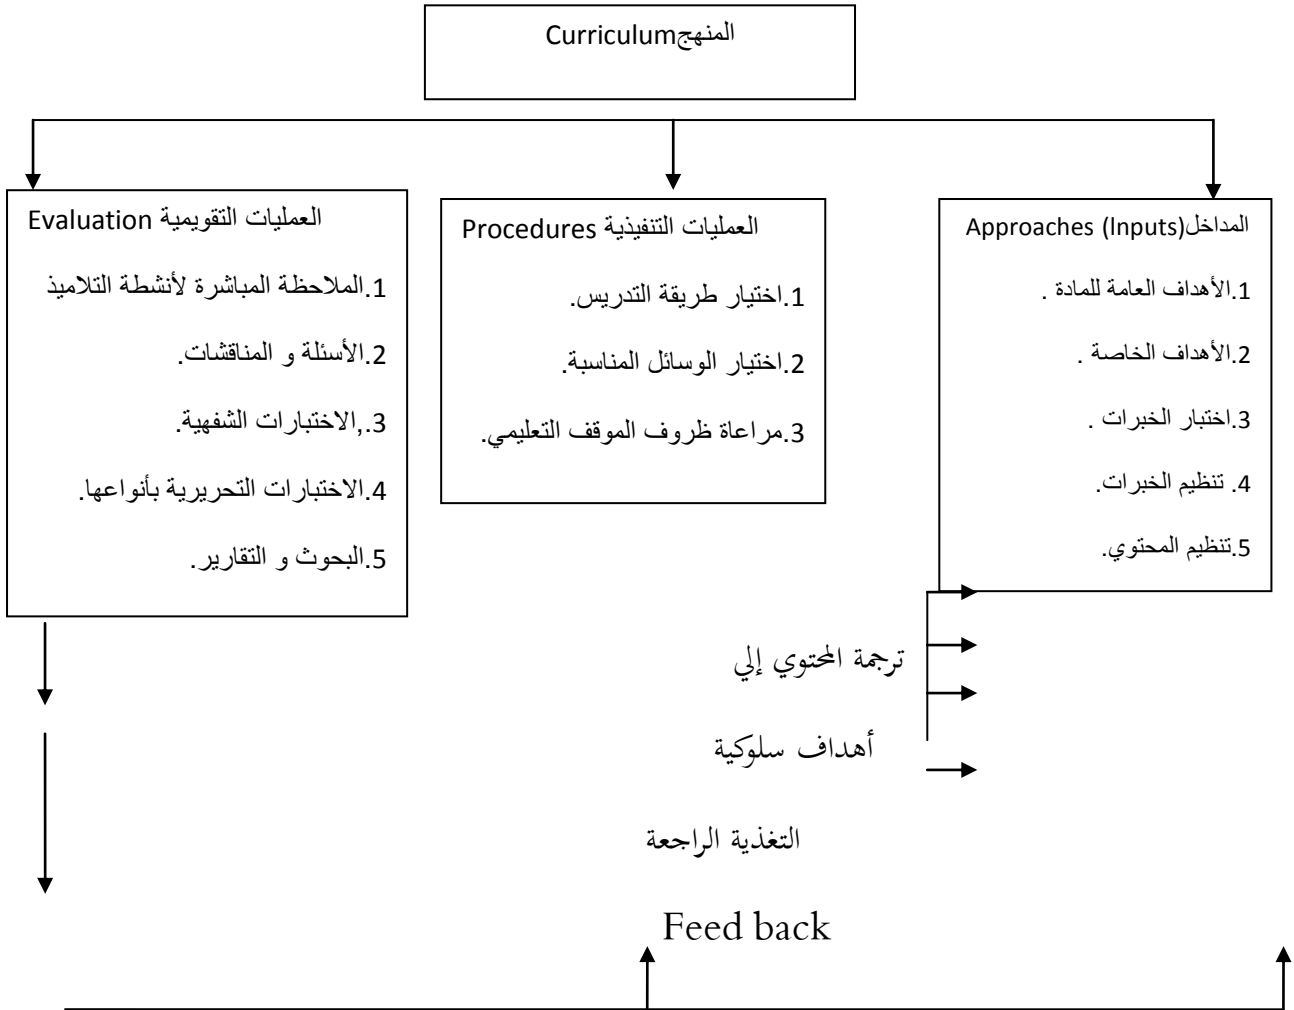 المنهجCurriculum
المداخل(Approaches (Inputs
1.الأهداف العامة للمادة .
2.الأهداف الخاصة .
3.اختبار الخبرات .
4. تنظيم الخبرات.
5.تنظيم المحتوي.
العمليات التنفيذية Procedures
1.اختيار طريقة التدريس.
2.اختيار الوسائل المناسبة.
3.مراعاة ظروف الموقف التعليمي.
العمليات التقويمية Evaluation
1.الملاحظة المباشرة لأنشطة التلاميذ
2.الأسئلة و المناقشات.
3.,الاختبارات الشفهية.
4.الاختبارات التحريرية بأنواعها.
5.البحوث و التقارير.
ترجمة المحتوي إلي
أهداف سلوكية
التغذية الراجعة
Feed back